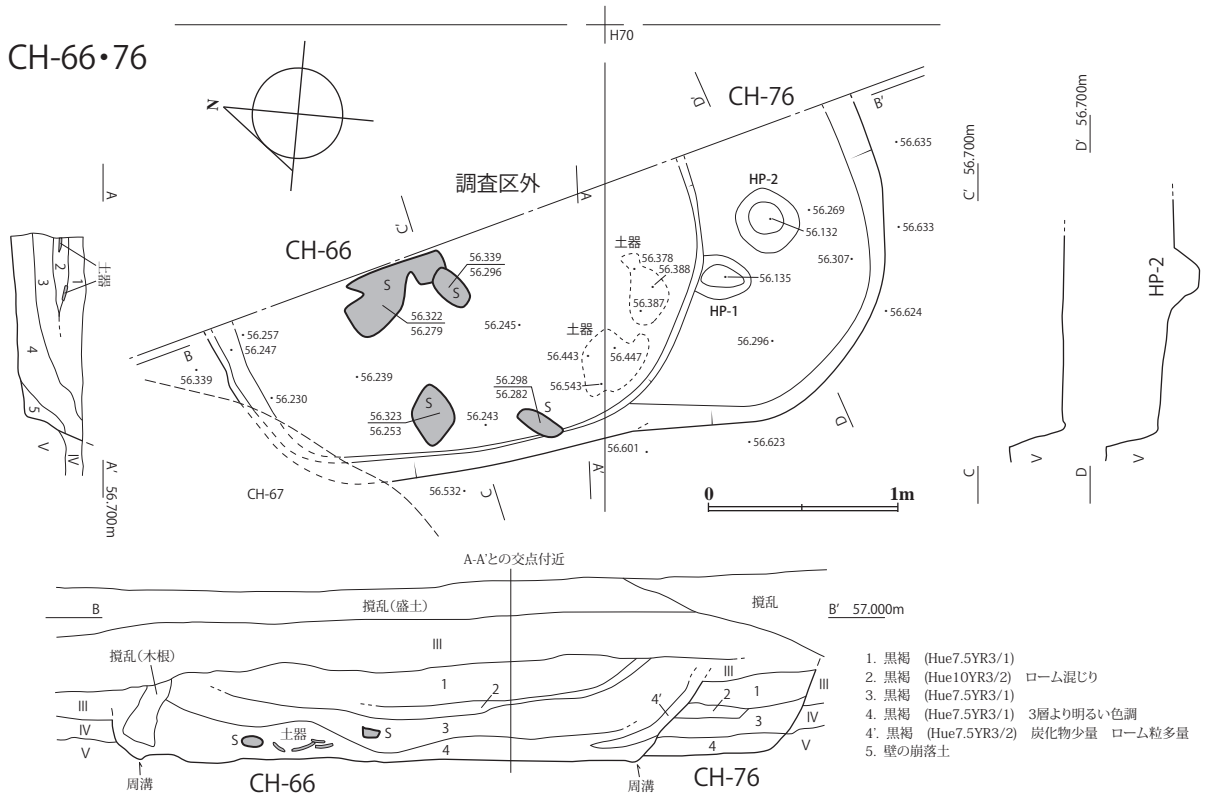 CH-66・76
H70
N
調査区外
CH-76
D'
B'
C' 56.700m
D' 56.700m
A
A
C'
CH-66
HP-2
56.635
56.269
56.132
56.633
56.307
土器
56.378
56.388
56.387
56.135
HP-1
56.624
56.339
56.296
S
S
56.322
56.279
56.245
土器
56.443
56.447
56.543
56.296
56.257
56.247
B
56.339
56.239
56.230
S
56.323
56.253
56.243
56.298
56.282
S
D
56.623
56.601
56.532
C
A'
CH-67
0
1m
土器
1
2
3
4
5
V
IV
A' 56.700m
HP-2
V
V
C
D
A-A'との交点付近
B
撹乱(盛土)
撹乱
B' 57.000m
III
撹乱(木根)
III
IV
V
1
2
3
4
S
土器
S
4'
III
1
2
3
4
III
IV
V
周溝
CH-66
周溝
CH-76
1. 黒褐 (Hue7.5YR3/1)
2. 黒褐 (Hue10YR3/2) ローム混じり
3. 黒褐 (Hue7.5YR3/1)
4. 黒褐 (Hue7.5YR3/1) 3層より明るい色調
4'. 黒褐 (Hue7.5YR3/2) 炭化物少量 ローム粒多量
5. 壁の崩落土